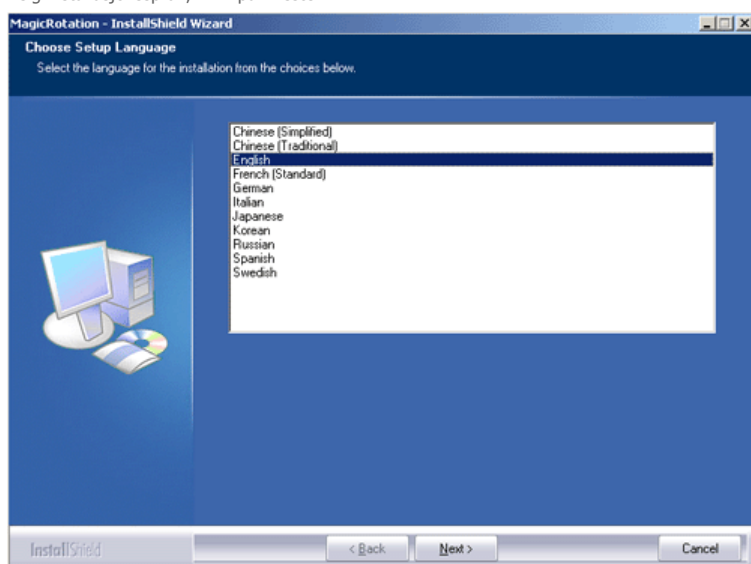 MagicRotation - InstallShield Wizard
Choose Setup Language
Select the language for the installation from the choices below.
Chinese (Simplified)
Chinese (Traditional)
English
French (Standard)
German
Italian
Japanese
Korean
Russian
Spanish
Swedish
InstallShield
< Back
Next >
Cancel